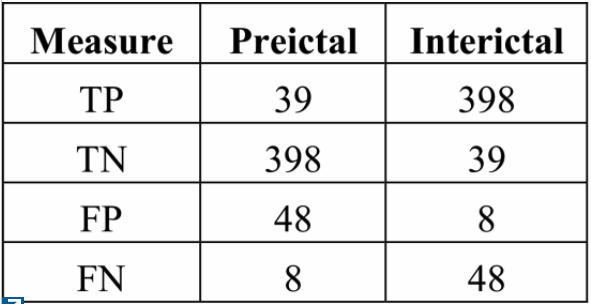 Measure Preictal Interictal
TP 39 398
TN 398 39
FP 48 8
FN 8 48